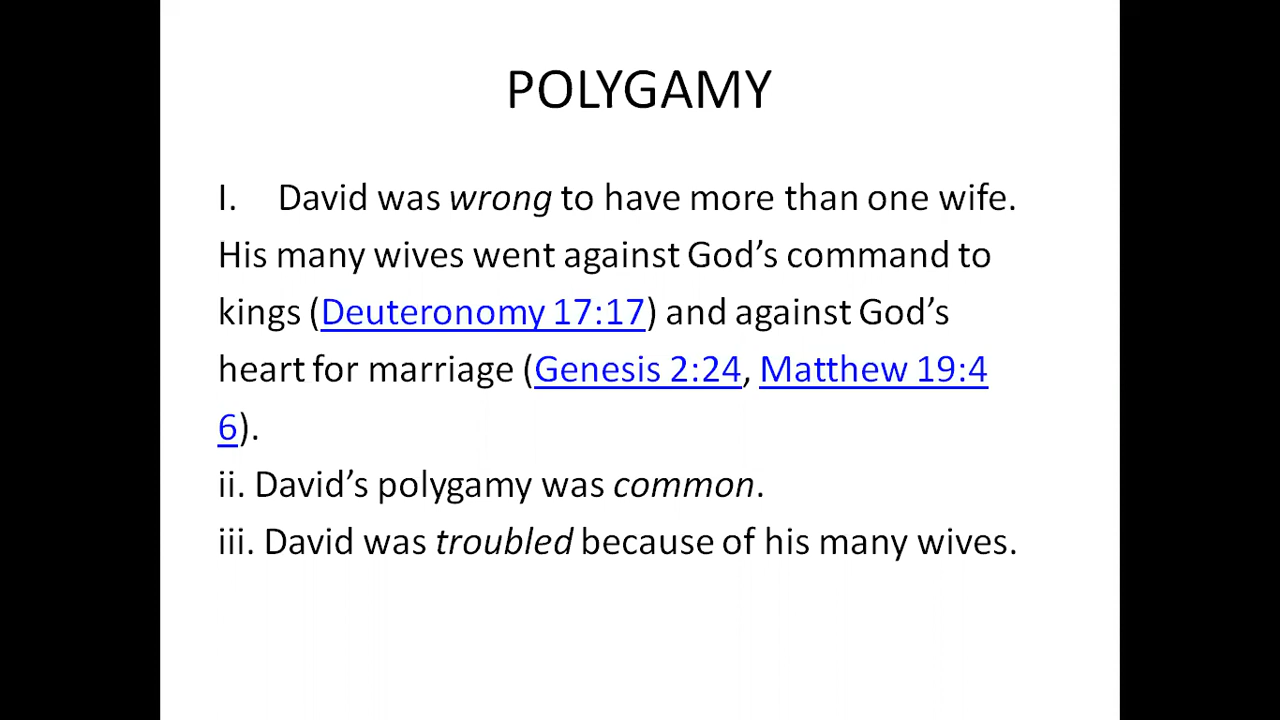 POLYGAMY
I. David was wrong to have more than one wife.
His many wives went against God’s command to
kings (Deuteronomy 17:17) and against God’s
heart for marriage (Genesis 2:24, Matthew 19:4
6).
ii. David’s polygamy was common.
iii. David was troubled because of his many wives.